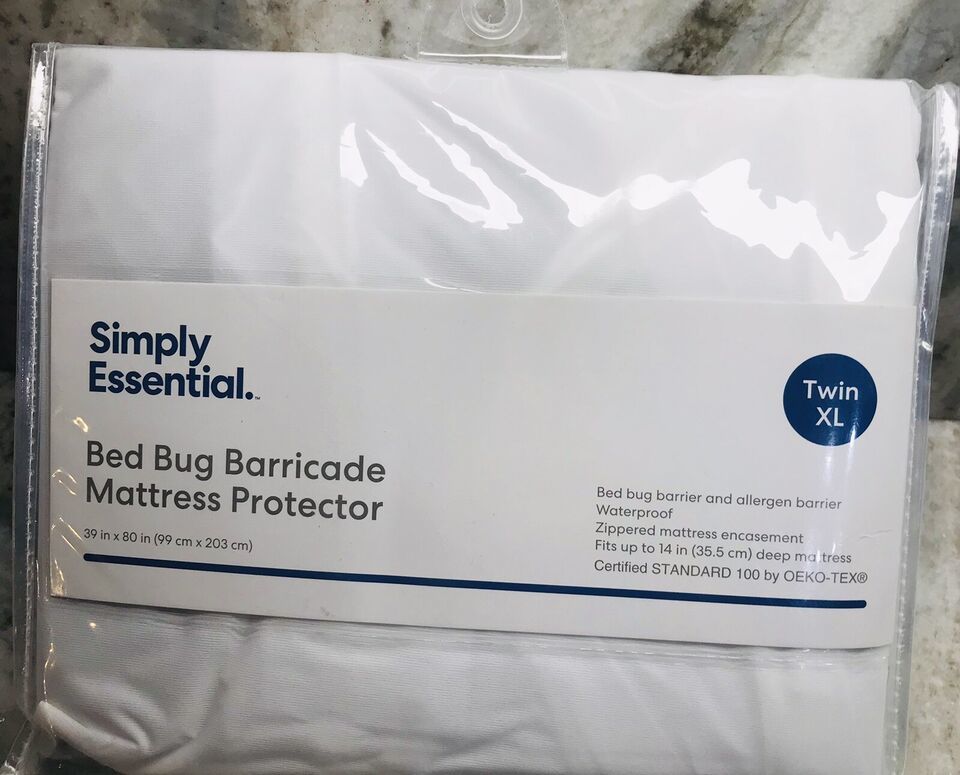 Simply
Essential.™
Twin
XL
Bed Bug Barricade
Mattress Protector
39 in x 80 in (99 cm x 203 cm)
Bed bug barrier and allergen barrier
Waterproof
Zippered mattress encasement
Fits up to 14 in (35.5 cm) deep mattress
Certified STANDARD 100 by OEKO-TEX®